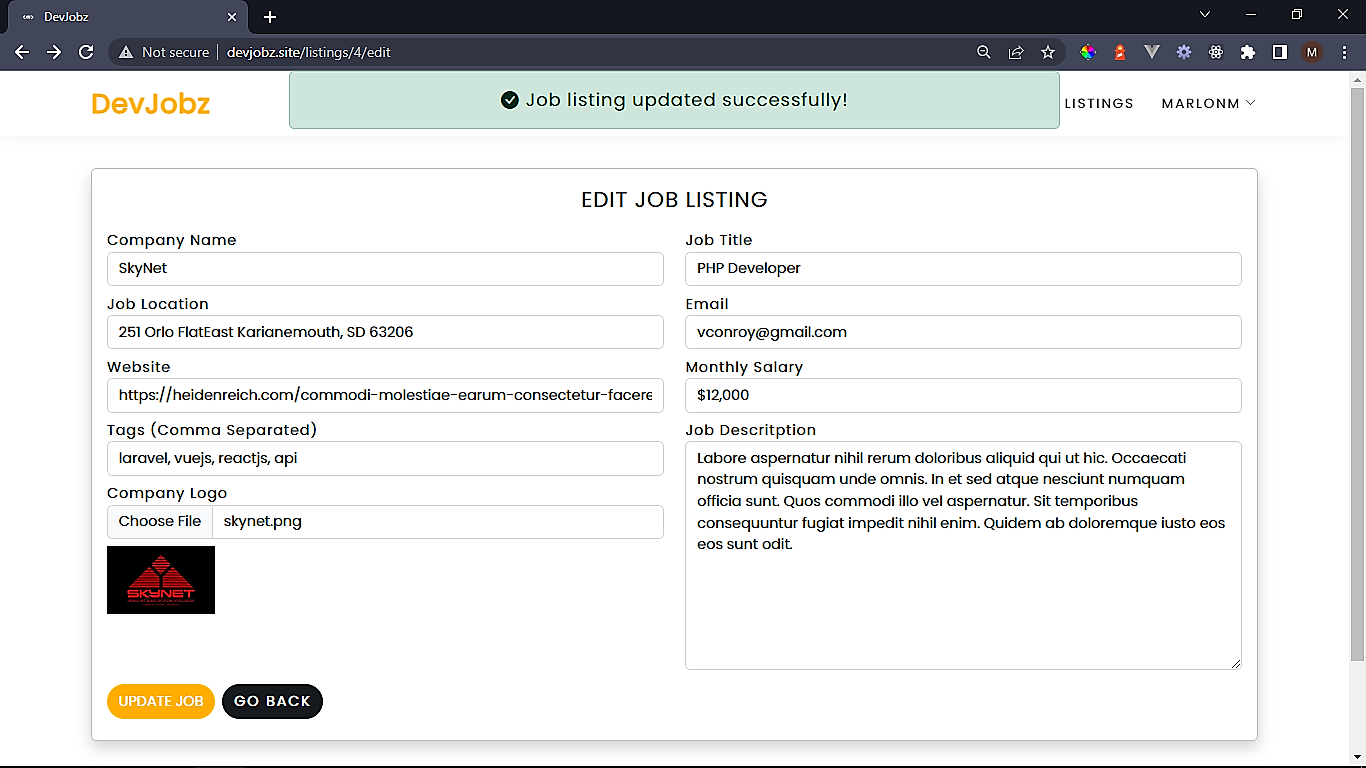 DevJobz
Not secure
devjobz.site/listings/4/edit
M
DevJobz
Job listing updated successfully!
LISTINGS
MARLONM
EDIT JOB LISTING
Company Name
SkyNet
Job Title
PHP Developer
Job Location
251 Orlo FlatEast Karianemouth, SD 63206
Email
vconroy@gmail.com
Website
https://heidenreich.com/commodi-molestiae-earum-consectetur-facere
Monthly Salary
$12,000
Tags (Comma Separated)
laravel, vuejs, reactjs, api
Job Descritption
Labore aspernatur nihil rerum doloribus aliquid qui ut hic. Occaecati
nostrum quisquam unde omnis. In et sed atque nesciunt numquam
officia sunt. Quos commodi illo vel aspernatur. Sit temporibus
consequuntur fugiat impedit nihil enim. Quidem ab doloremque iusto eos
eos sunt odit.
Company Logo
Choose File
skynet.png
SKYNET
UPDATE JOB
GO BACK